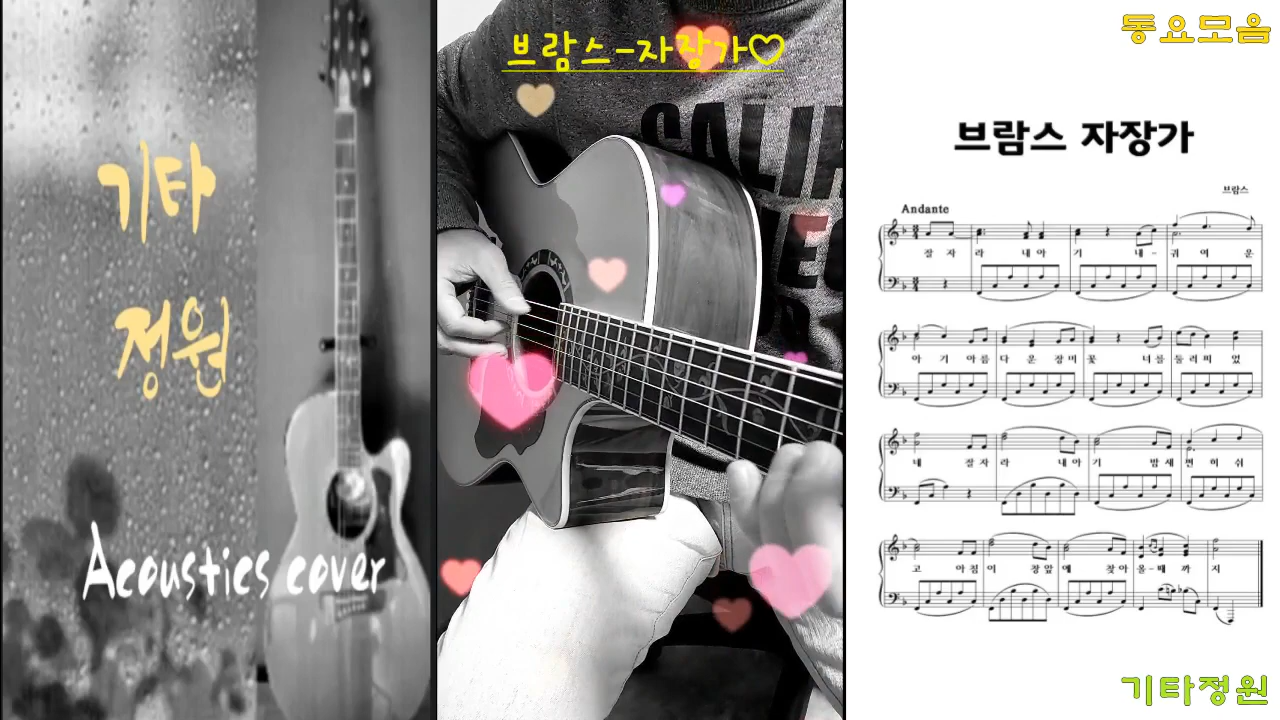 기타
정원
Acoustics cover
브람스-자장가♡
CALIF
동요모음
브람스 자장가
브람스
Andante
잘 자 라 내 아 기 내 - 귀 여 운
아 기 아름 다 운 장미 꽃 너를 둘러 피 었
네 잘자 라 내아 기 밤새 편 히 쉬
고 아침 이 창앞 에 찾아 올-때 까 지
기타정원